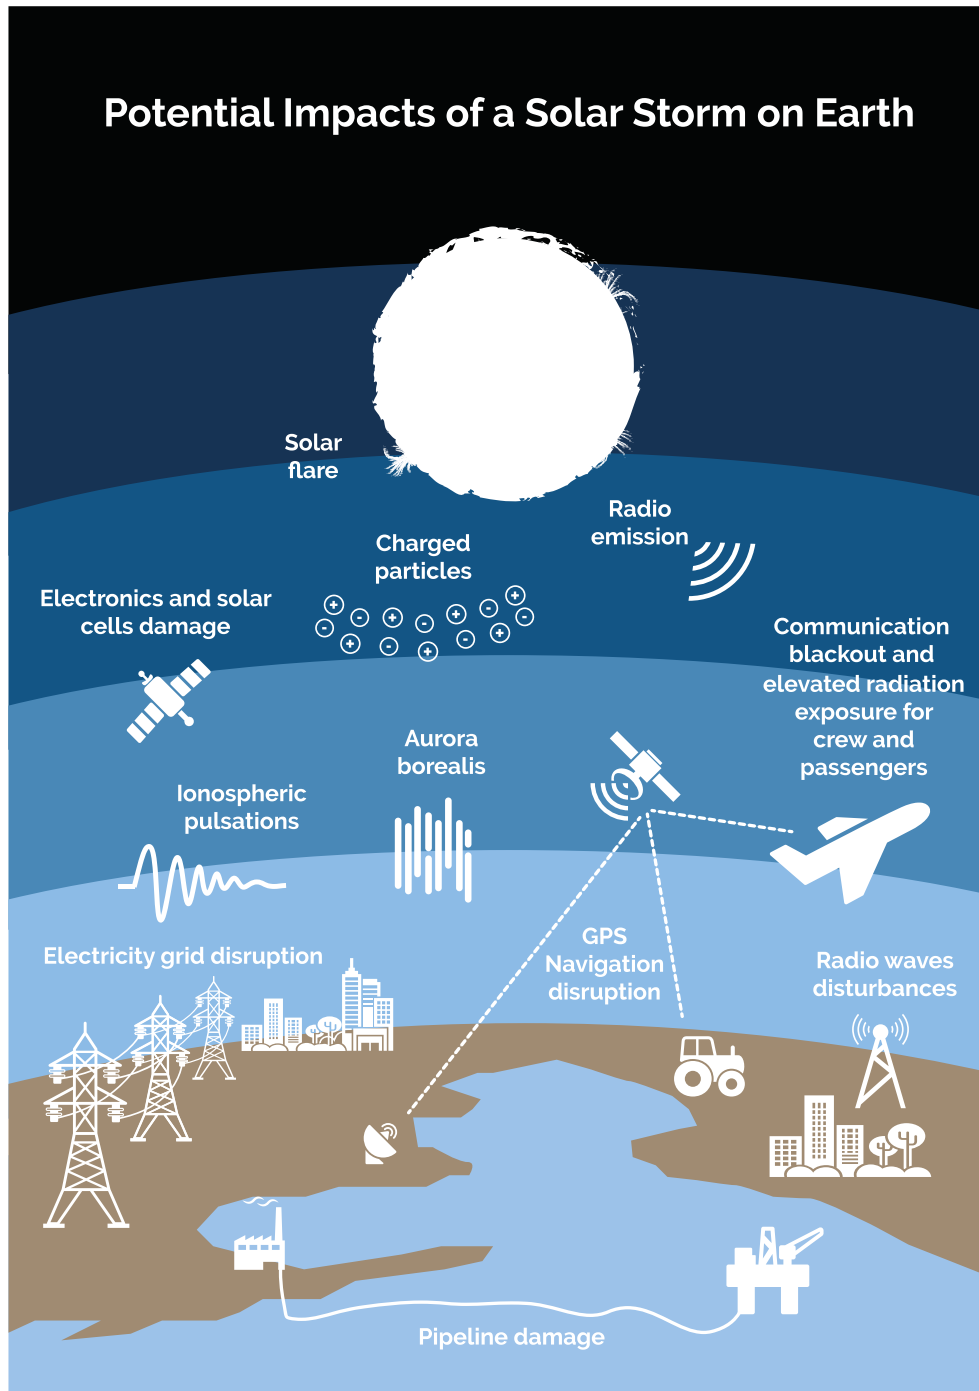 Potential Impacts of a Solar Storm on Earth
Solar
flare
Radio
emission
Charged
particles
Electronics and solar
cells damage
Communication
blackout and
elevated radiation
exposure for
crew and
passengers
Aurora
borealis
Ionospheric
pulsations
Electricity grid disruption
GPS
Navigation
disruption
Radio waves
disturbances
Pipeline damage